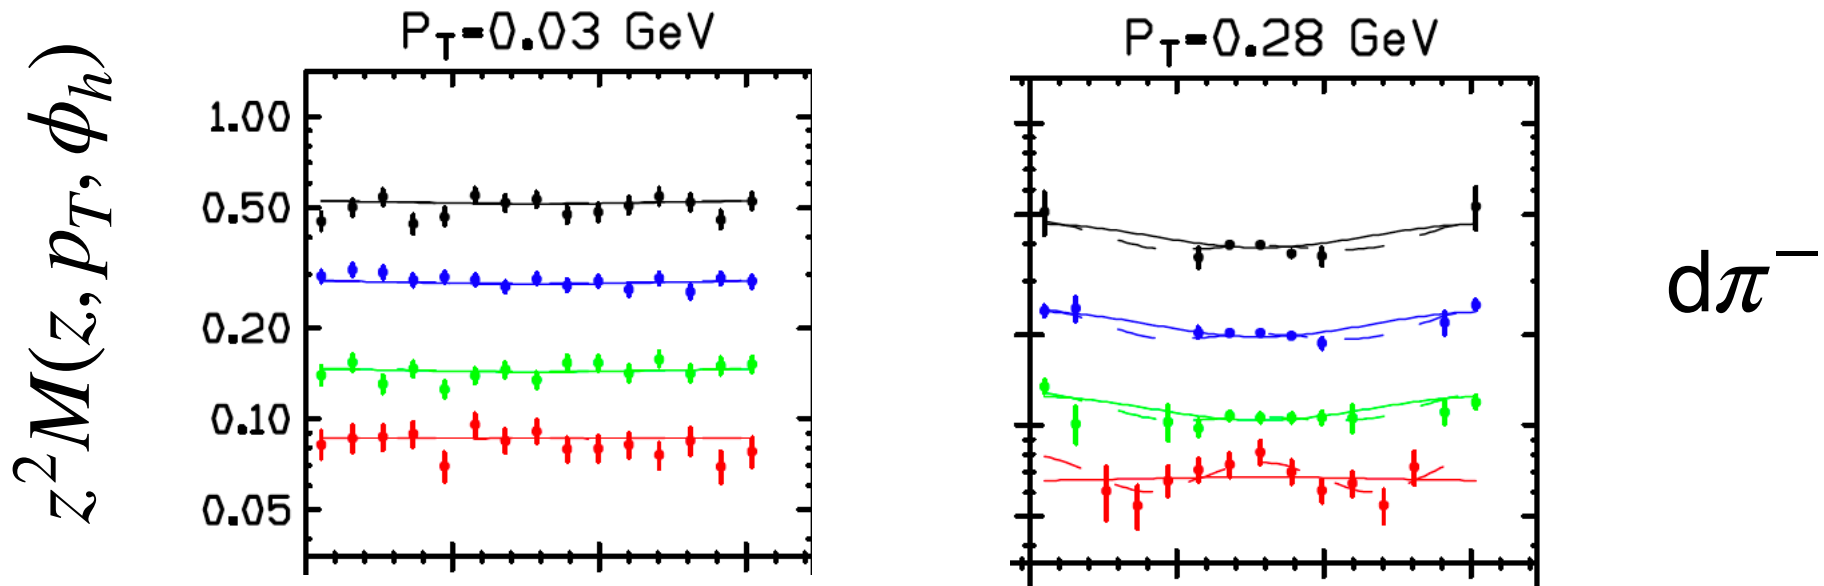 P_T=0.03 GeV
P_T=0.28 GeV
z²M(z, p_T, ϕ_h)
1.00
0.50
0.20
0.10
0.05
dπ⁻